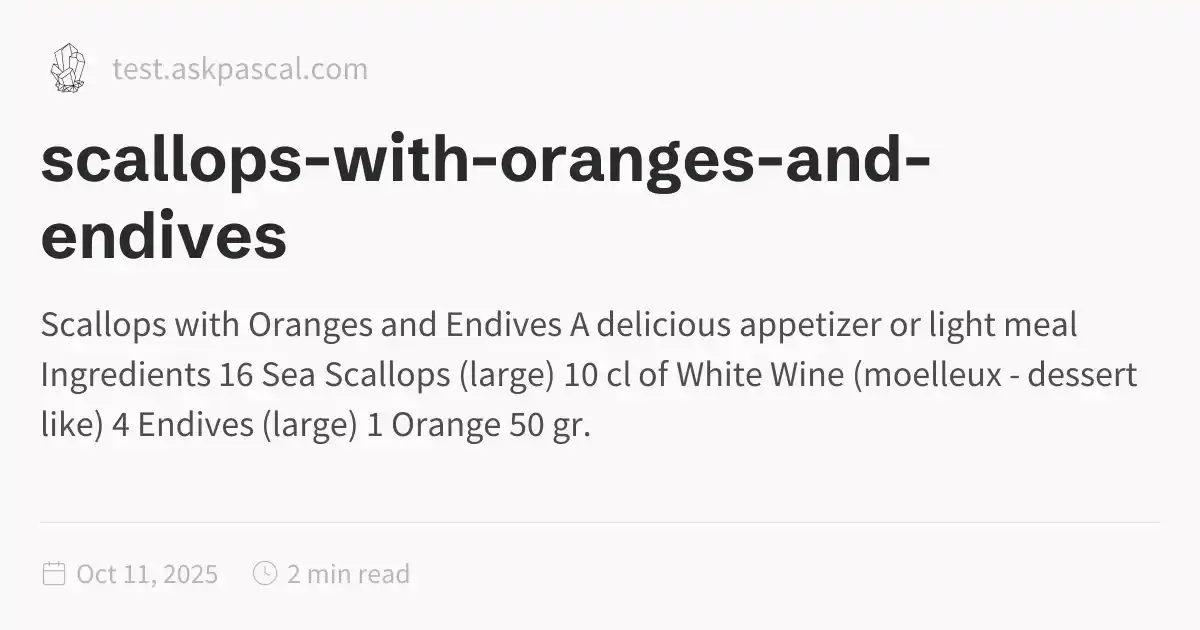 test.askpascal.com
scallops-with-oranges-and-
endives
Scallops with Oranges and Endives A delicious appetizer or light meal
Ingredients 16 Sea Scallops (large) 10 cl of White Wine (moelleux - dessert
like) 4 Endives (large) 1 Orange 50 gr.
Oct 11, 2025 2 min read